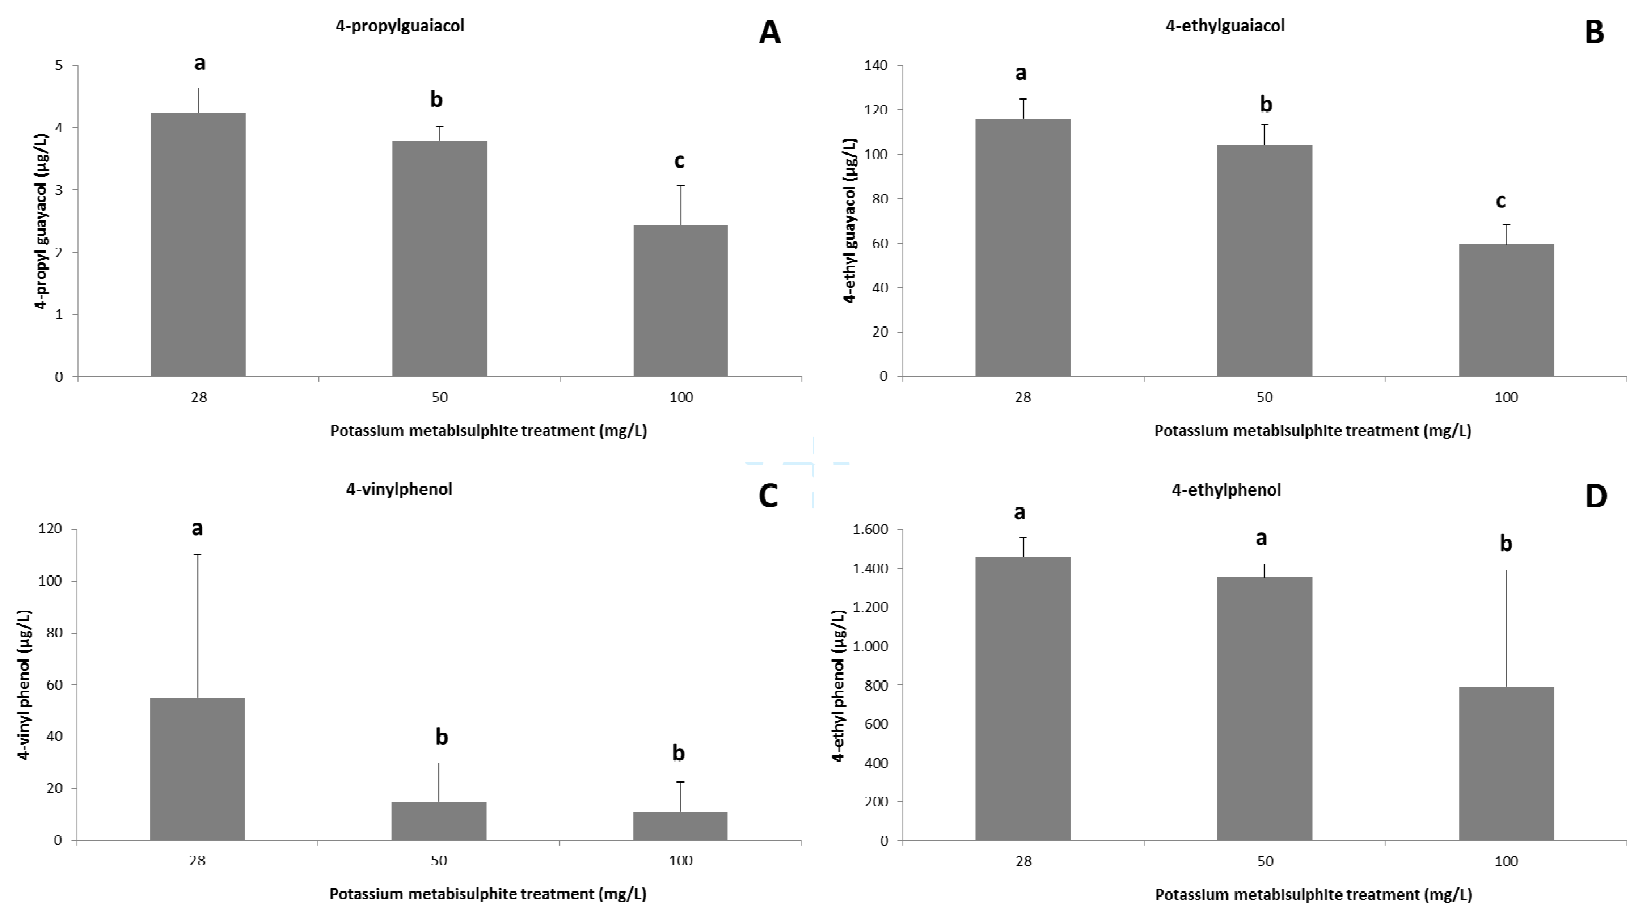 4-propylguaiacol
A
4-propyl guayacol (µg/L)
5
4
3
2
1
0
a
b
c
28
50
100
Potassium metabisulphite treatment (mg/L)
4-ethylguaiacol
B
4-ethyl guayacol (µg/L)
140
120
100
80
60
40
20
0
a
b
c
28
50
100
Potassium metabisulphite treatment (mg/L)
4-vinylphenol
C
4-vinyl phenol (µg/L)
120
100
80
60
40
20
0
a
b
b
28
50
100
Potassium metabisulphite treatment (mg/L)
4-ethylphenol
D
4-ethyl phenol (µg/L)
1.600
1.400
1.200
1.000
800
600
400
200
0
a
a
b
28
50
100
Potassium metabisulphite treatment (mg/L)